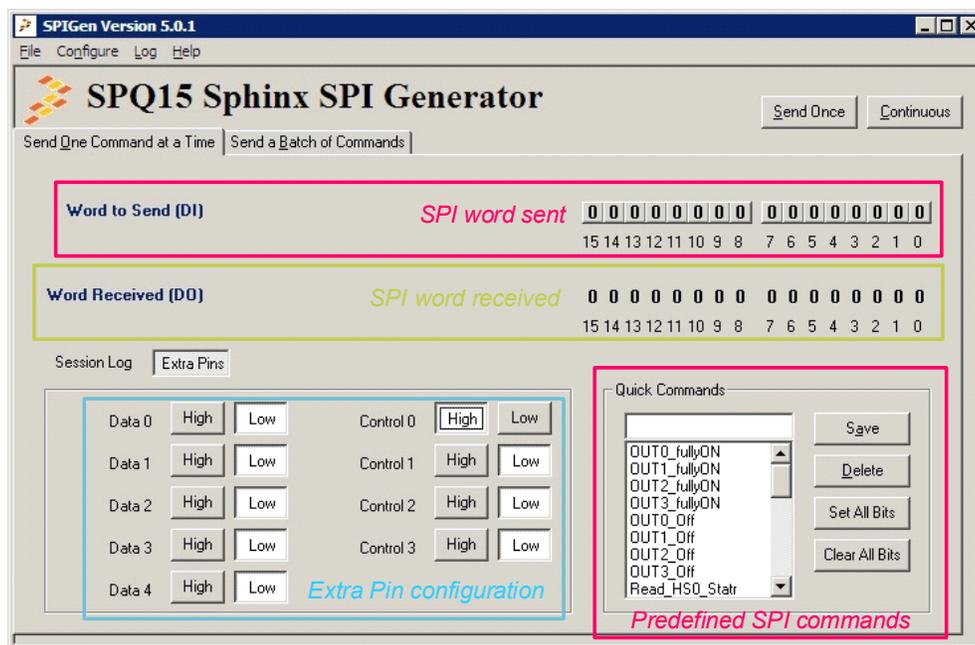 SPIGen Version 5.0.1
File Configure Log Help
SPQ15 Sphinx SPI Generator
Send Once Continuous
Send One Command at a Time Send a Batch of Commands
Word to Send (DI) SPI word sent 0 0 0 0 0 0 0 0 0 0 0 0 0 0 0 0
15 14 13 12 11 10 9 8 7 6 5 4 3 2 1 0
Word Received (DO) SPI word received 0 0 0 0 0 0 0 0 0 0 0 0 0 0 0 0
15 14 13 12 11 10 9 8 7 6 5 4 3 2 1 0
Session Log Extra Pins
Data 0 High Low Control 0 High Low
Data 1 High Low Control 1 High Low
Data 2 High Low Control 2 High Low
Data 3 High Low Control 3 High Low
Data 4 High Low Extra Pin configuration
Quick Commands
Save
OUT0_fullyON
OUT1_fullyON
OUT2_fullyON
OUT3_fullyON
OUT0_Off
OUT1_Off
OUT2_Off
OUT3_Off
Read_HS0_Statr
Delete
Set All Bits
Clear All Bits
Predefined SPI commands